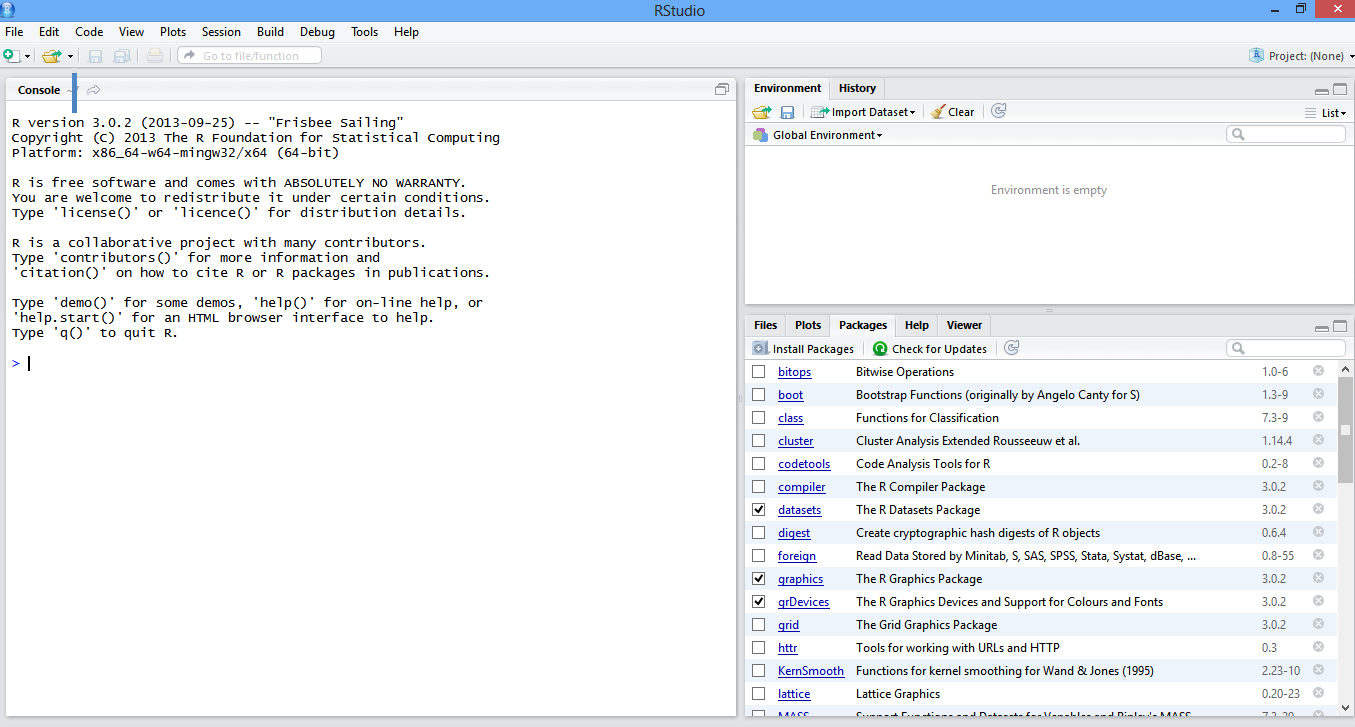 RStudio
File Edit Code View Plots Session Build Debug Tools Help
Go to file/function
Project: (None)
Console ~/
R version 3.0.2 (2013-09-25) -- "Frisbee Sailing"
Copyright (C) 2013 The R Foundation for Statistical Computing
Platform: x86_64-w64-mingw32/x64 (64-bit)
R is free software and comes with ABSOLUTELY NO WARRANTY.
You are welcome to redistribute it under certain conditions.
Type 'license()' or 'licence()' for distribution details.
R is a collaborative project with many contributors.
Type 'contributors()' for more information and
'citation()' on how to cite R or R packages in publications.
Type 'demo()' for some demos, 'help()' for on-line help, or
'help.start()' for an HTML browser interface to help.
Type 'q()' to quit R.
>
Environment History
Import Dataset Clear List
Global Environment
Environment is empty
Files Plots Packages Help Viewer
Install Packages Check for Updates
bitops Bitwise Operations 1.0-6
boot Bootstrap Functions (originally by Angelo Canty for S) 1.3-9
class Functions for Classification 7.3-9
cluster Cluster Analysis Extended Rousseeuw et al. 1.14.4
codetools Code Analysis Tools for R 0.2-8
compiler The R Compiler Package 3.0.2
datasets The R Datasets Package 3.0.2
digest Create cryptographic hash digests of R objects 0.6.4
foreign Read Data Stored by Minitab, S, SAS, SPSS, Stata, Systat, dBase, ... 0.8-55
graphics The R Graphics Package 3.0.2
grDevices The R Graphics Devices and Support for Colours and Fonts 3.0.2
grid The Grid Graphics Package 3.0.2
httr Tools for working with URLs and HTTP 0.3
KernSmooth Functions for kernel smoothing for Wand & Jones (1995) 2.23-10
lattice Lattice Graphics 0.20-23
MASS Support Functions and Datasets for Venables and Ripley's MASS 7.3-29